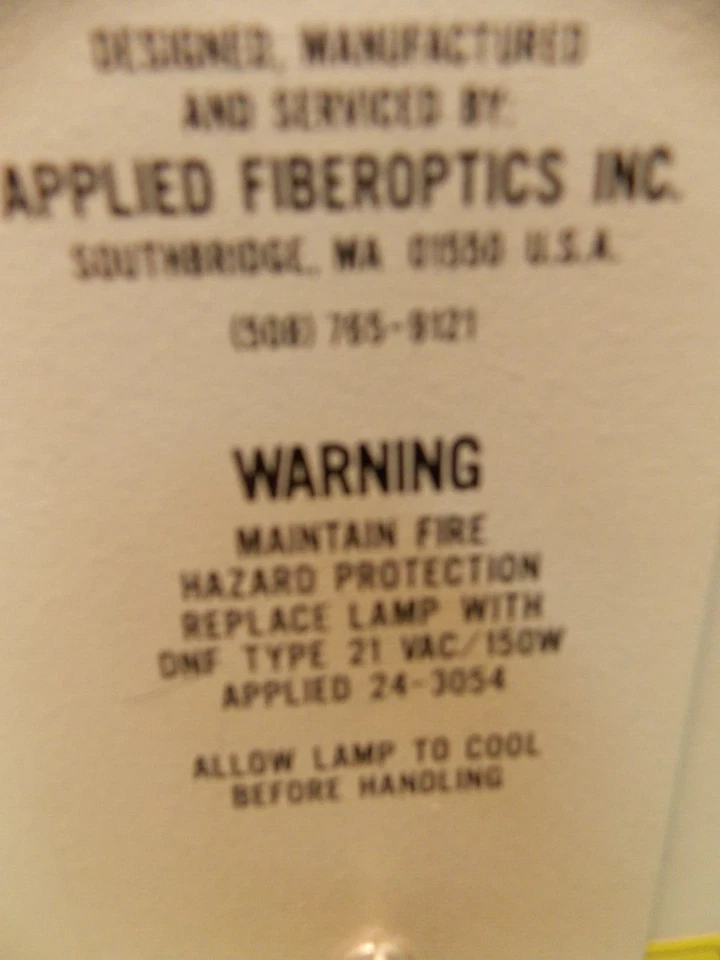 DESIGNED, MANUFACTURED
AND SERVICED BY:
APPLIED FIBEROPTICS INC.
SOUTHBRIDGE, MA 01550 U.S.A.
(508) 765-9121
WARNING
MAINTAIN FIRE
HAZARD PROTECTION
REPLACE LAMP WITH
DNF TYPE 21 VAC/150W
APPLIED 24-3054
ALLOW LAMP TO COOL
BEFORE HANDLING